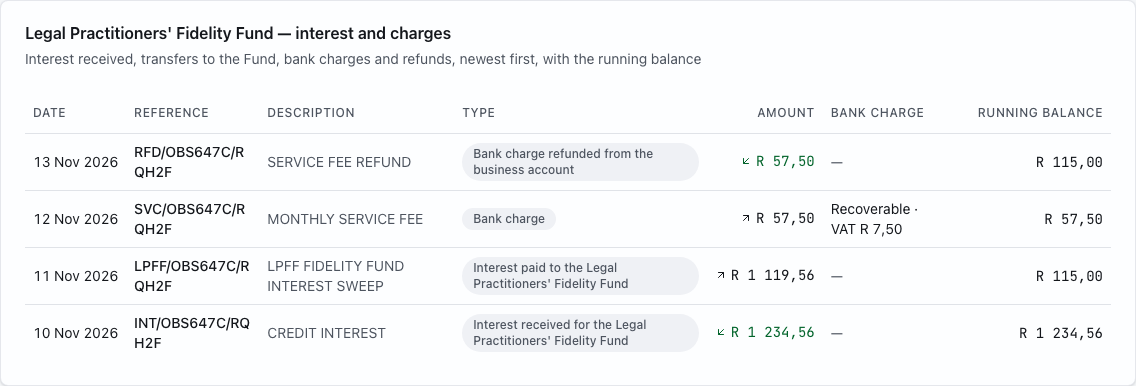 Legal Practitioners' Fidelity Fund — interest and charges
Interest received, transfers to the Fund, bank charges and refunds, newest first, with the running balance
DATE REFERENCE DESCRIPTION TYPE AMOUNT BANK CHARGE RUNNING BALANCE
13 Nov 2026 RFD/OBS647C/R
QH2F SERVICE FEE REFUND Bank charge refunded from the
business account ↙ R 57,50 — R 115,00
12 Nov 2026 SVC/OBS647C/R
QH2F MONTHLY SERVICE FEE Bank charge ↗ R 57,50 Recoverable ·
VAT R 7,50 R 57,50
11 Nov 2026 LPFF/OBS647C/R
QH2F LPFF FIDELITY FUND
INTEREST SWEEP Interest paid to the Legal
Practitioners' Fidelity Fund ↗ R 1 119,56 — R 115,00
10 Nov 2026 INT/OBS647C/RQ
H2F CREDIT INTEREST Interest received for the Legal
Practitioners' Fidelity Fund ↙ R 1 234,56 — R 1 234,56